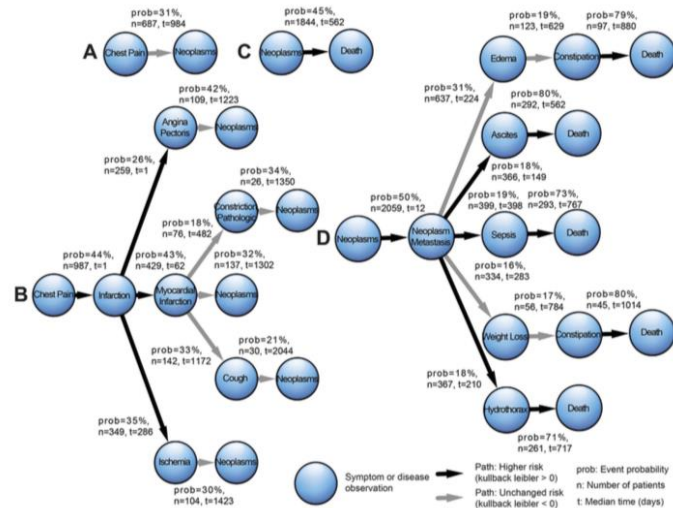 prob=31%,
n=687, t=984
A
Chest Pain
Neoplasms
prob=45%
n=1844, t=562
C
Neoplasms
Death
prob=42%,
n=109, t=1223
Angina
Pectoris
Neoplasms
prob=26%,
n=259, t=1
prob=34%,
n=26, t=1350
Constriction
Pathologic
Neoplasms
prob=18%,
n=76, t=482
prob=44%
n=987, t=1
prob=43%
n=429, t=62
prob=32%
n=137, t=1302
B
Chest Pain
Infarction
Myocardial
Infarction
Neoplasms
prob=33%,
n=142, t=1172
prob=21%
n=30, t=2044
Cough
Neoplasms
prob=35%,
n=349, t=286
Ischemia
Neoplasms
prob=30%
n=104, t=1423
prob=19%
n=123, t=629
prob=79%
n=97, t=880
Edema
Constipation
Death
prob=31%
n=637, t=224
prob=80%
n=292, t=562
Ascites
Death
prob=18%
n=366, t=149
prob=50%
n=2059, t=12
prob=19%
n=399, t=398
prob=73%
n=293, t=767
D
Neoplasms
Neoplasm
Metastasis
Sepsis
Death
prob=16%
n=334, t=283
prob=17%,
n=56, t=784
prob=80%
n=45, t=1014
Weight Loss
Constipation
Death
prob=18%
n=367, t=210
Hydrothorax
Death
prob=71%
n=261, t=717
Symptom or disease
observation
Path: Higher risk
(kullback leibler > 0)
Path: Unchanged risk
(kullback leibler < 0)
prob: Event probability
n: Number of patients
t: Median time (days)